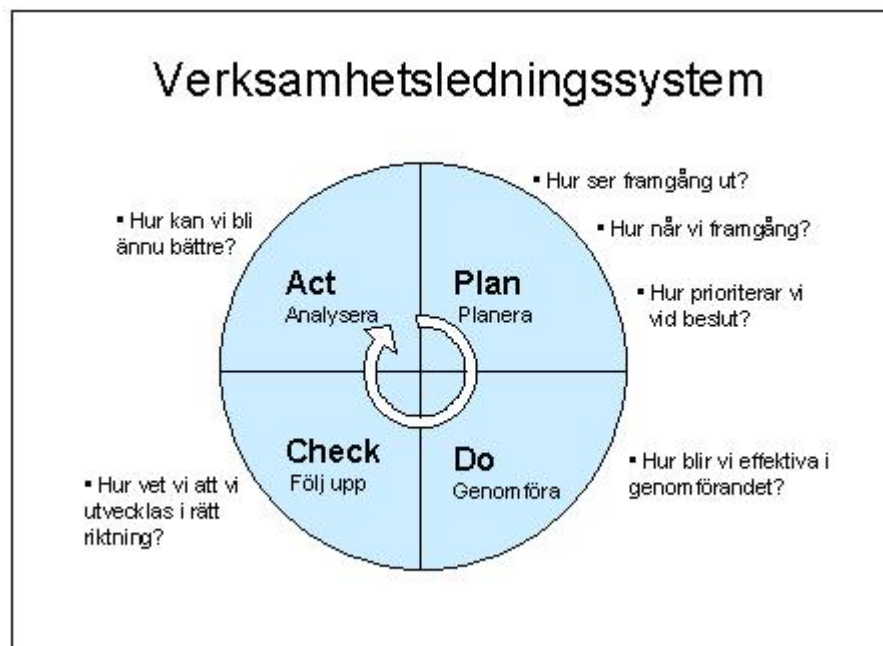 Verksamhetsledningssystem
▪ Hur ser framgång ut?
▪ Hur når vi framgång?
▪ Hur prioriterar vi
vid beslut?
▪ Hur kan vi bli
ännu bättre?
Act
Analysera
Plan
Planera
Check
Följ upp
Do
Genomföra
▪ Hur blir vi effektiva i
genomförandet?
▪ Hur vet vi att vi
utvecklas i rätt
riktning?